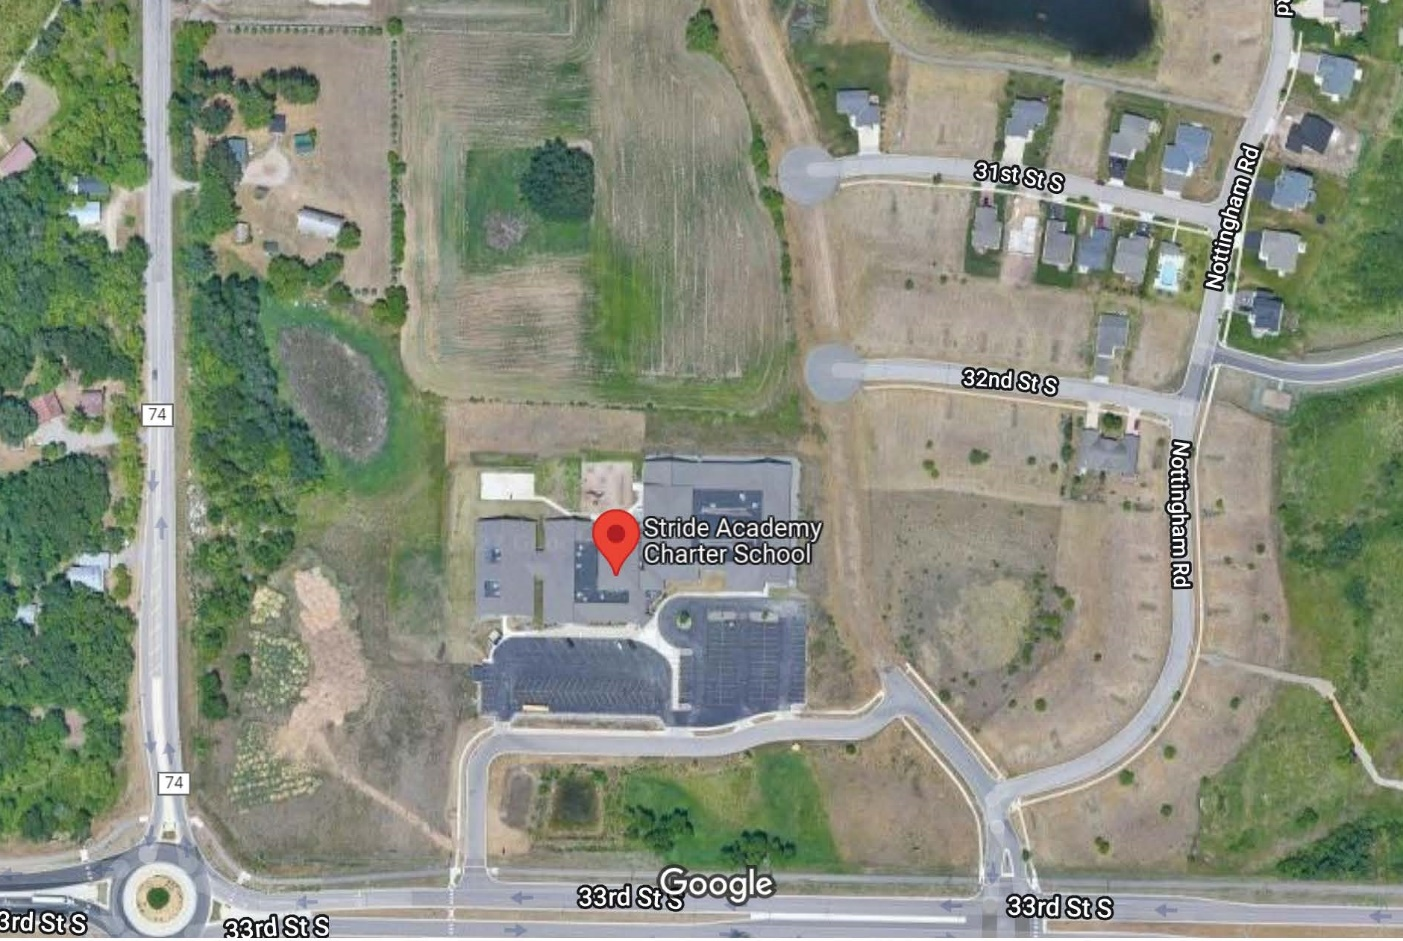 31st St S
Nottingham Rd
32nd St S
74
Nottingham Rd
Stride Academy
Charter School
74
33rd St S
Google
33rd St S
3rd St S
33rd St S